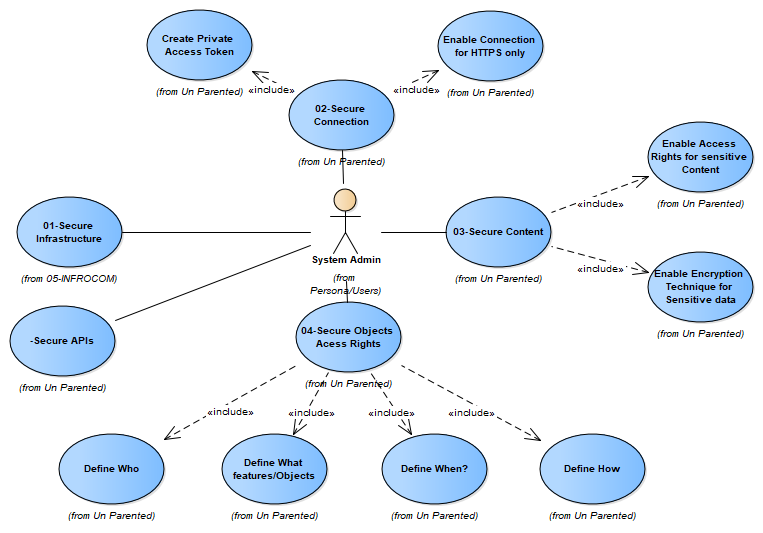 Create Private
Access Token
(from Un Parented)
Enable Connection
for HTTPS only
(from Un Parented)
«include»
«include»
02-Secure
Connection
(from Un Parented)
Enable Access
Rights for sensitive
Content
(from Un Parented)
01-Secure
Infrastructure
(from 05-INFROCOM)
System Admin
(from
Persona/Users)
03-Secure Content
(from Un Parented)
«include»
«include»
Enable Encryption
Technique for
Sensitive data
(from Un Parented)
-Secure APIs
(from Un Parented)
04-Secure Objects
Acess Rights
(from Un Parented)
«include»
«include»
«include»
«include»
Define Who
(from Un Parented)
Define What
features/Objects
(from Un Parented)
Define When?
(from Un Parented)
Define How
(from Un Parented)